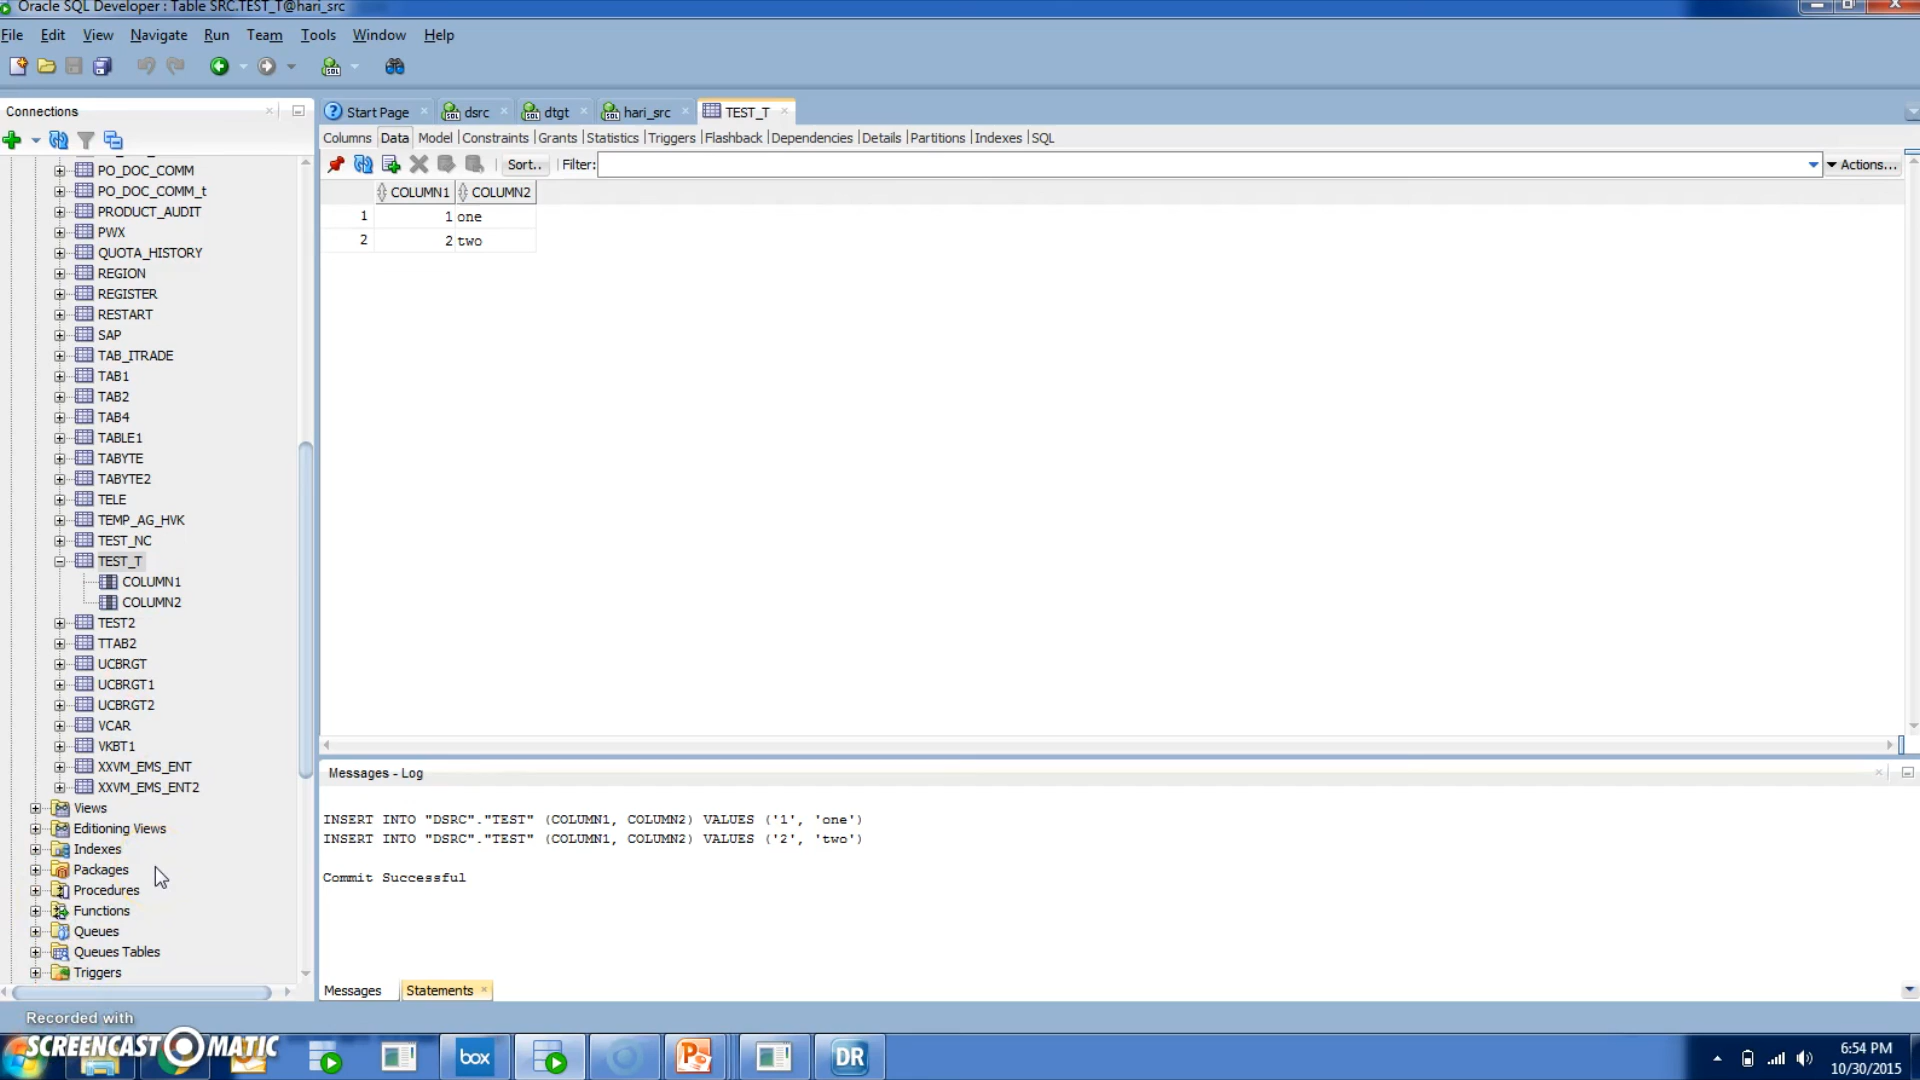 Oracle SQL Developer : Table SRC.TEST_T@hari_src
File Edit View Navigate Run Team Tools Window Help
Connections
Start Page dsrc dtgt hari_src TEST_T
Columns Data Model Constraints Grants Statistics Triggers Flashback Dependencies Details Partitions Indexes SQL
Sort.. Filter: Actions...
COLUMN1 COLUMN2
1 1 one
2 2 two
PO_DOC_COMM
PO_DOC_COMM_t
PRODUCT_AUDIT
PWX
QUOTA_HISTORY
REGION
REGISTER
RESTART
SAP
TAB_ITRADE
TAB1
TAB2
TAB4
TABLE1
TABYTE
TABYTE2
TELE
TEMP_AG_HVK
TEST_NC
TEST_T
COLUMN1
COLUMN2
TEST2
TTAB2
UCBRGT
UCBRGT1
UCBRGT2
VCAR
VKBT1
XXVM_EMS_ENT
XXVM_EMS_ENT2
Views
Editioning Views
Indexes
Packages
Procedures
Functions
Queues
Queues Tables
Triggers
Messages - Log
INSERT INTO "DSRC"."TEST" (COLUMN1, COLUMN2) VALUES ('1', 'one')
INSERT INTO "DSRC"."TEST" (COLUMN1, COLUMN2) VALUES ('2', 'two')
Commit Successful
Messages Statements
Recorded with
SCREENCAST MATIC
box
DR
6:54 PM
10/30/2015